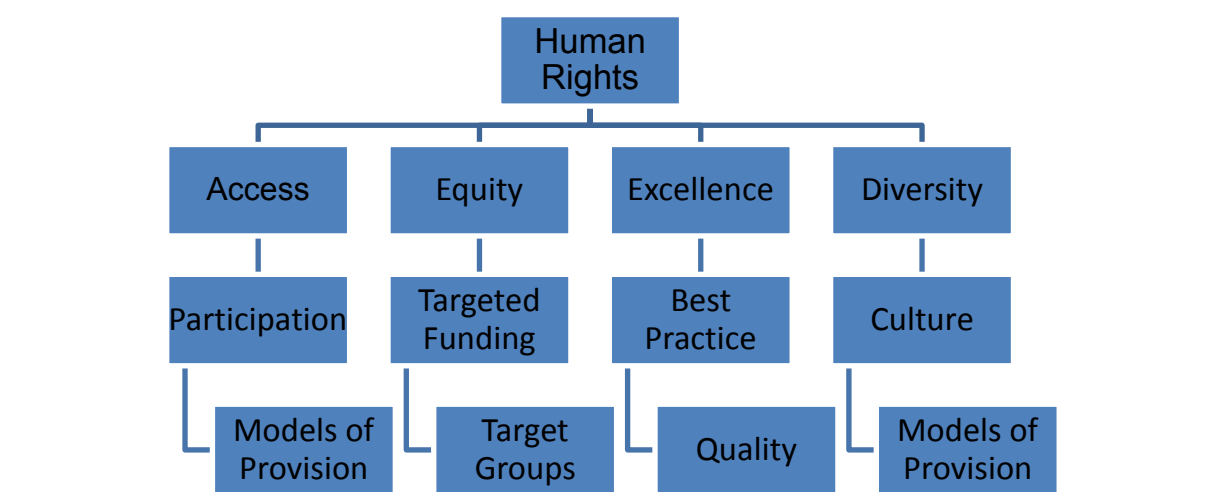 Human
Rights
Access
Equity
Excellence
Diversity
Participation
Targeted
Funding
Best
Practice
Culture
Models of
Provision
Target
Groups
Quality
Models of
Provision